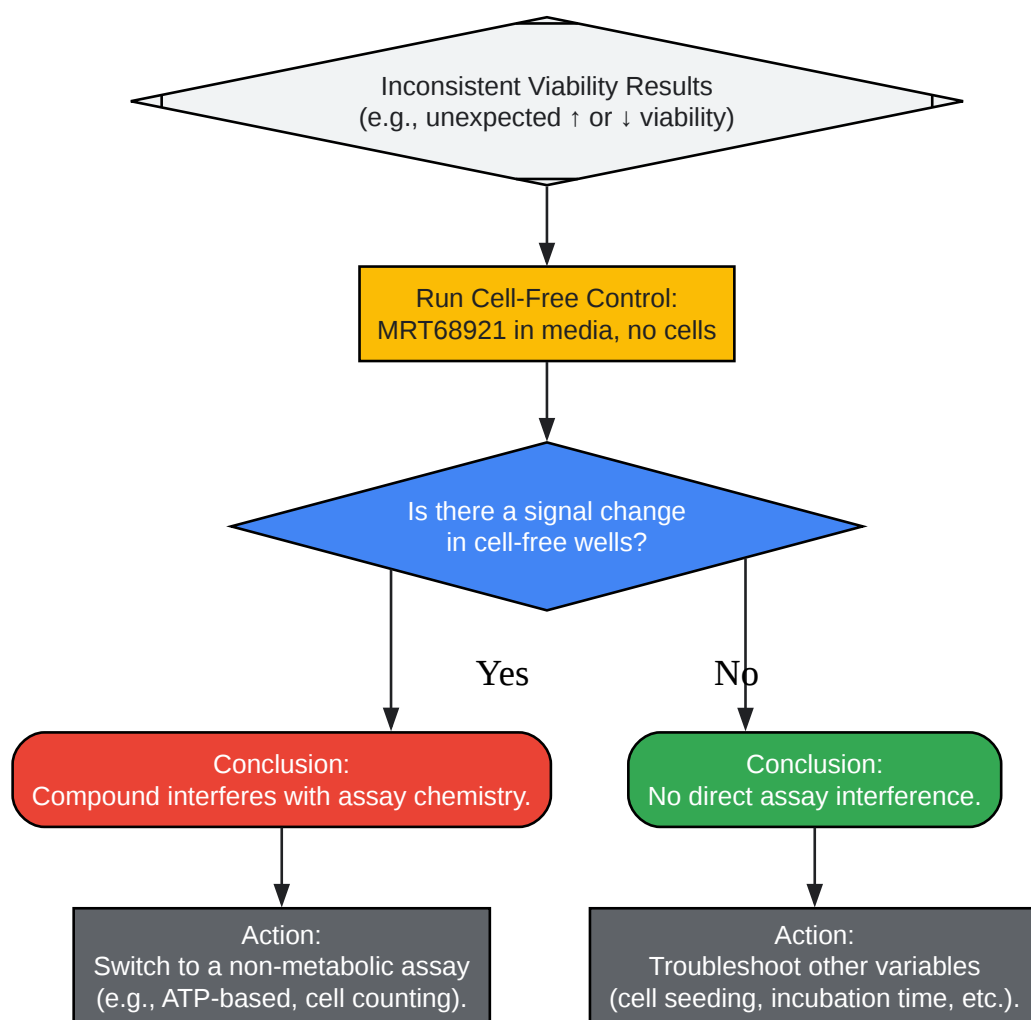 Inconsistent Viability Results
(e.g., unexpected ↑ or ↓ viability)
Run Cell-Free Control:
MRT68921 in media, no cells
Is there a signal change
in cell-free wells?
Yes
No
Conclusion:
Compound interferes with assay chemistry.
Conclusion:
No direct assay interference.
Action:
Switch to a non-metabolic assay
(e.g., ATP-based, cell counting).
Action:
Troubleshoot other variables
(cell seeding, incubation time, etc.).